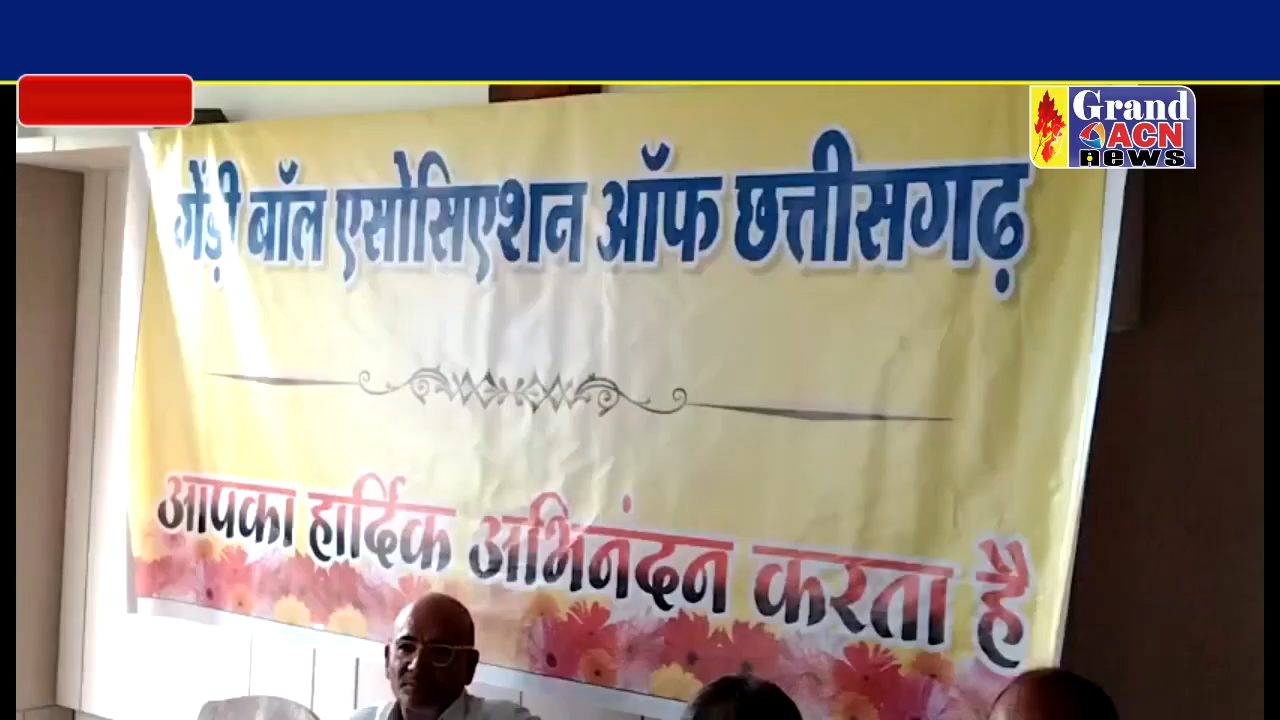 Grand
ACN
news
गेंड़ी बॉल एसोसिएशन ऑफ छत्तीसगढ़
आपका हार्दिक अभिनंदन करता है